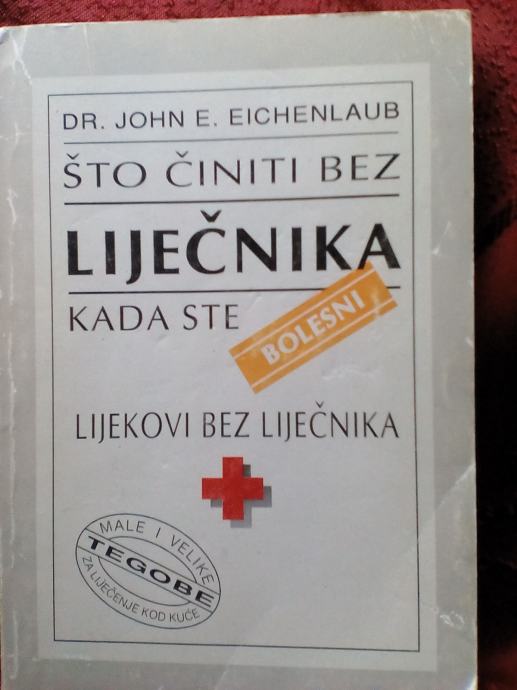 DR. JOHN E. EICHENLAUB
ŠTO ČINITI BEZ
LIJEČNIKA
KADA STE
BOLESNI
LIJEKOVI BEZ LIJEČNIKA
MALE I VELIKE
TEGOBE
ZA LIJEČENJE KOD KUĆE